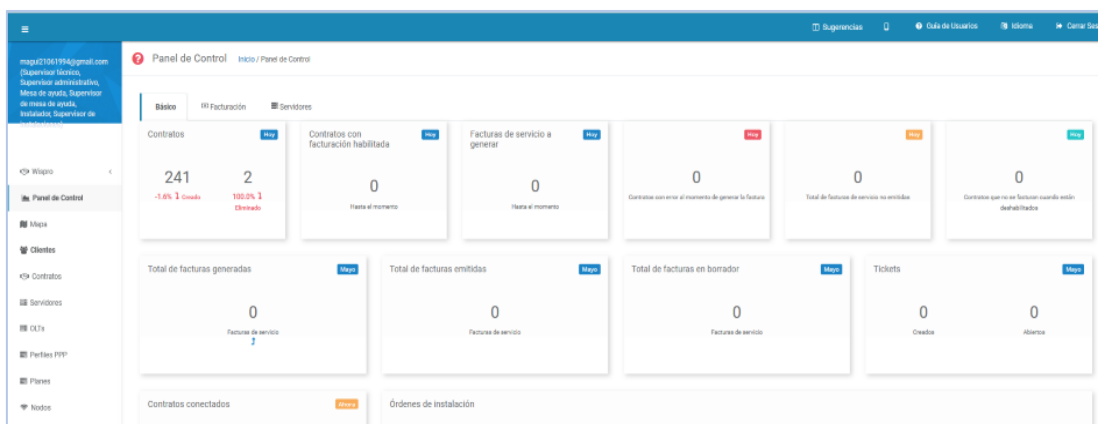 Sugerencias Guía de Usuarios Idioma Cerrar Ses
magui21061994@gmail.com
(Supervisor técnico,
Supervisor administrativo,
Mesa de ayuda, Supervisor
de mesa de ayuda,
Instalador, Supervisor de
Wispro
Panel de Control
Mapa
Clientes
Contratos
Servidores
OLTs
Perfiles PPP
Planes
Nodos
Panel de Control Inicio / Panel de Control
Básico Facturación Servidores
Contratos Hoy
241 2
-1.6% Creado 100.0%
Eliminado
Contratos con Hoy
facturación habilitada
0
Hasta el momento
Facturas de servicio a Hoy
generar
0
Hasta el momento
Hoy
0
Contratos con error al momento de generar la factura
Hoy
0
Total de facturas de servicio no emitidas
Hoy
0
Contratos que no se facturan cuando están
deshabilitados
Total de facturas generadas Mayo
0
Facturas de servicio
Total de facturas emitidas Mayo
0
Facturas de servicio
Total de facturas en borrador Mayo
0
Facturas de servicio
Tickets Mayo
0 0
Creados Abiertos
Contratos conectados Ahora
Órdenes de instalación